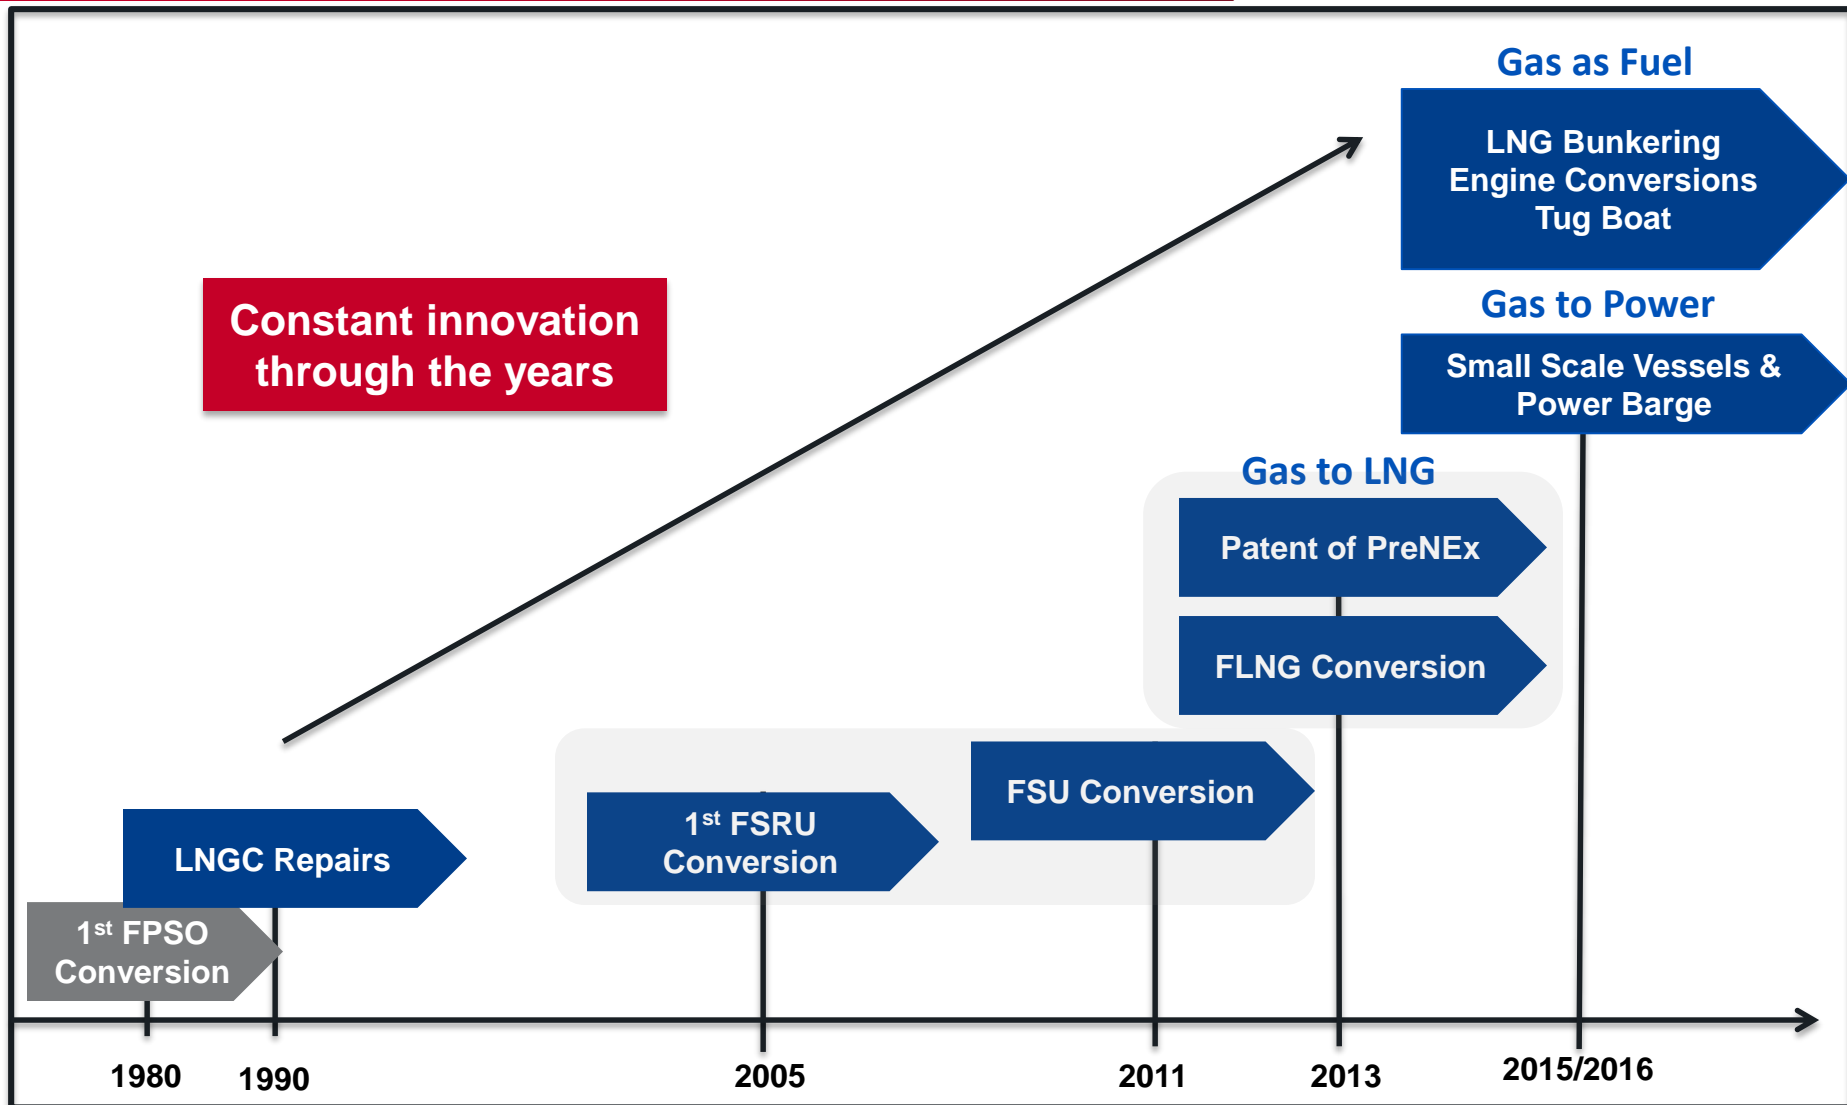 Gas as Fuel
LNG Bunkering
Engine Conversions
Tug Boat
Constant innovation
through the years
Gas to Power
Small Scale Vessels &
Power Barge
Gas to LNG
Patent of PreNEx
FLNG Conversion
FSU Conversion
1st FSRU
Conversion
LNGC Repairs
1st FPSO
Conversion
1980
1990
2005
2011
2013
2015/2016